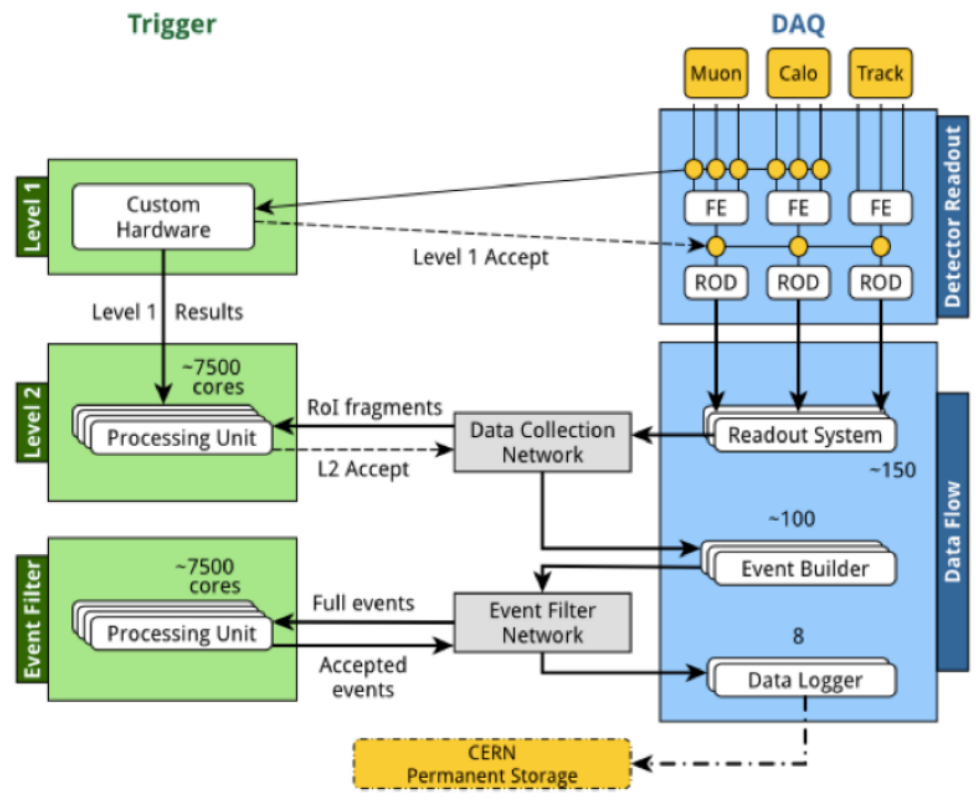 Trigger
DAQ
Muon
Calo
Track
Level 1
Custom
Hardware
FE
FE
FE
Detector Readout
Level 1 Accept
ROD
ROD
ROD
Level 1 Results
Level 2
~7500
cores
Processing Unit
RoI fragments
L2 Accept
Data Collection
Network
Readout System
~150
Data Flow
~100
Event Builder
Event Filter
~7500
cores
Processing Unit
Full events
Accepted
events
Event Filter
Network
8
Data Logger
CERN
Permanent Storage